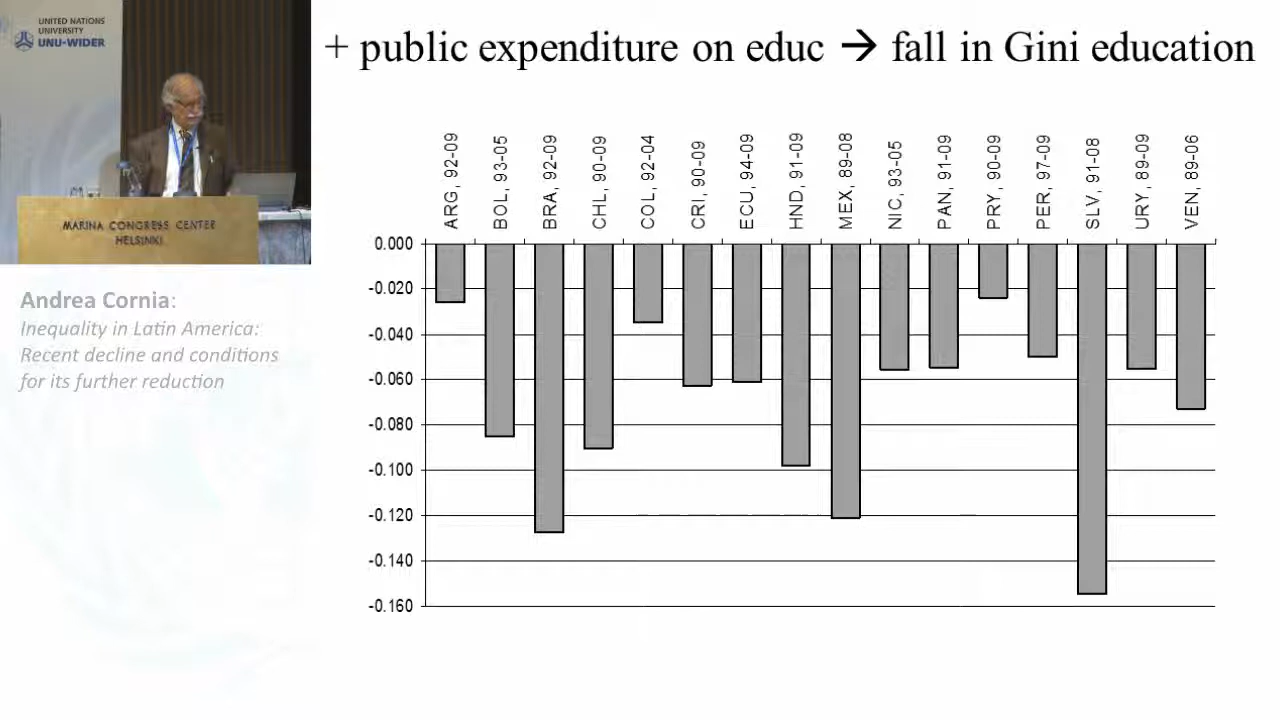 UNITED NATIONS
UNIVERSITY
UNU-WIDER
+ public expenditure on educ → fall in Gini education
MARINA CONGRESS CENTER
HELSINKI
Andrea Cornia:
Inequality in Latin America:
Recent decline and conditions
for its further reduction
ARG, 92-09
BOL, 93-05
BRA, 92-09
CHL, 90-09
COL, 92-04
CRI, 90-09
ECU, 94-09
HND, 91-09
MEX, 89-08
NIC, 93-05
PAN, 91-09
PRY, 90-09
PER, 97-09
SLV, 91-08
URY, 89-09
VEN, 89-06
0.000
-0.020
-0.040
-0.060
-0.080
-0.100
-0.120
-0.140
-0.160